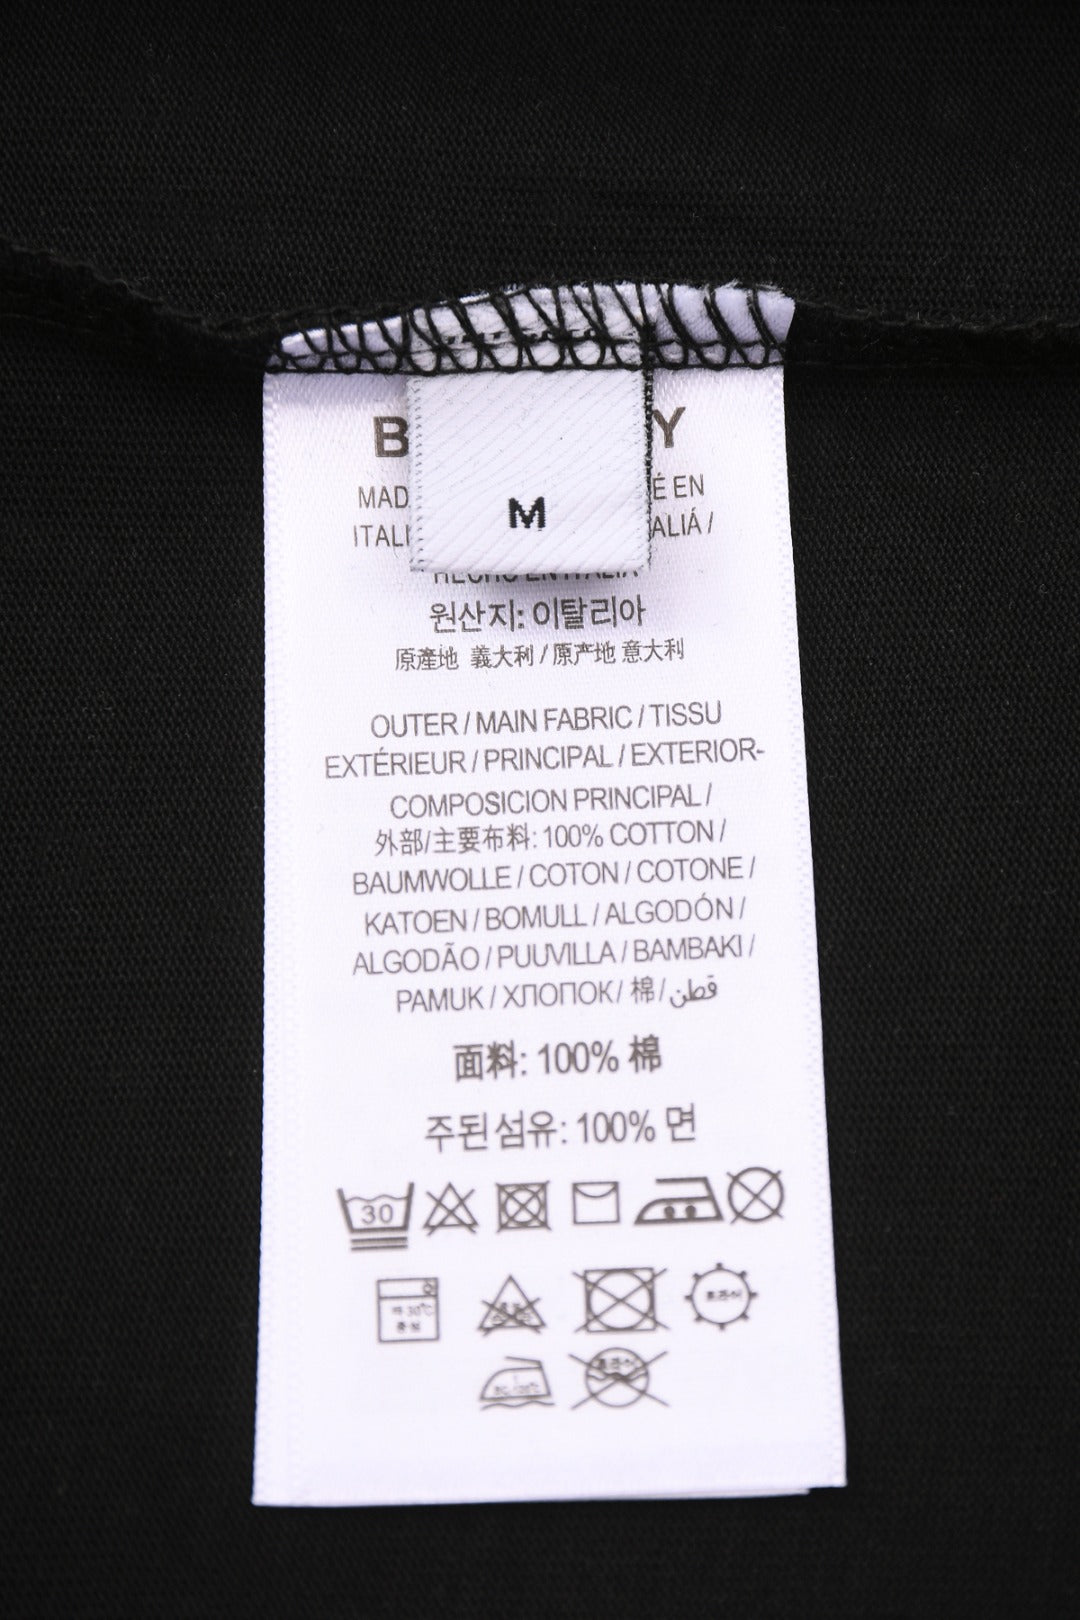 B Y
M
MAD É EN
ITALI ALIÁ /
HECHO EN ITALIA
원산지: 이탈리아
原產地 義大利 / 原产地 意大利
OUTER / MAIN FABRIC / TISSU
EXTÉRIEUR / PRINCIPAL / EXTERIOR-
COMPOSICION PRINCIPAL /
外部/主要布料: 100% COTTON /
BAUMWOLLE / COTON / COTONE /
KATOEN / BOMULL / ALGODÓN /
ALGODÃO / PUUVILLA / BAMBAKI /
PAMUK / ХЛОПОК / 棉 / قطن
面料: 100% 棉
주된 섬유: 100% 면
30